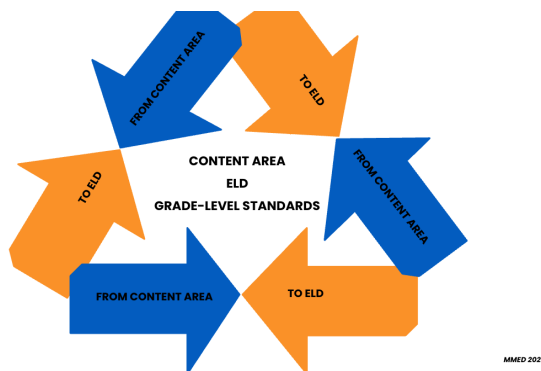 FROM CONTENT AREA
TO ELD
TO ELD
CONTENT AREA
ELD
GRADE-LEVEL STANDARDS
FROM CONTENT AREA
FROM CONTENT AREA
TO ELD
MMED 202